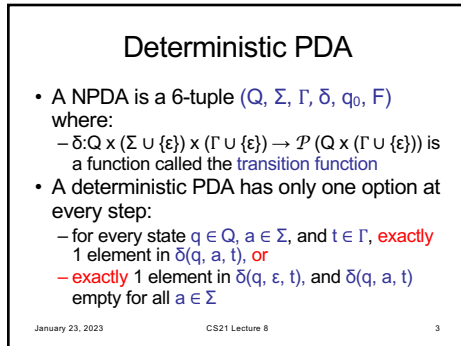 Deterministic PDA
• A NPDA is a 6-tuple (Q, Σ, Γ, δ, q₀, F)
where:
– δ:Q x (Σ ∪ {ε}) x (Γ ∪ {ε}) → 𝒫 (Q x (Γ ∪ {ε})) is
a function called the transition function
• A deterministic PDA has only one option at
every step:
– for every state q ∈ Q, a ∈ Σ, and t ∈ Γ, exactly
1 element in δ(q, a, t), or
– exactly 1 element in δ(q, ε, t), and δ(q, a, t)
empty for all a ∈ Σ
January 23, 2023 CS21 Lecture 8 3